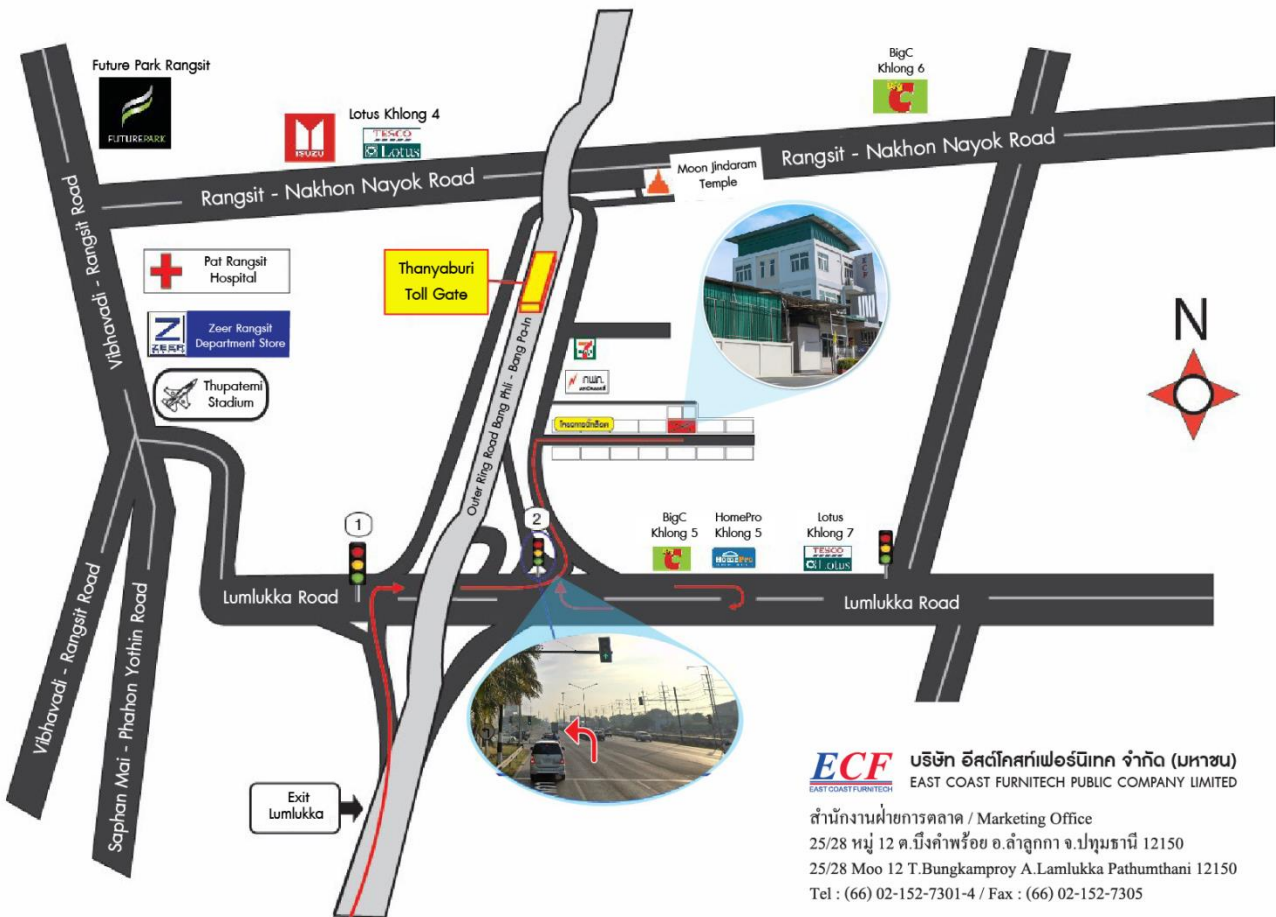 Future Park Rangsit
FUTUREPARK
ISUZU
Lotus Khlong 4
TESCO
Lotus
BigC
Khlong 6
Big
C
Rangsit - Nakhon Nayok Road
Rangsit - Nakhon Nayok Road
Moon Jindaram
Temple
Vibhavadi - Rangsit Road
Pat Rangsit
Hospital
Thanyaburi
Toll Gate
ECF
Z
ZEER
Zeer Rangsit
Department Store
Thupatemi
Stadium
Outer Ring Road Bang Phli - Bang Pa-In
7
กฟภ.
N
1
2
BigC
Khlong 5
HomePro
Khlong 5
Lotus
Khlong 7
HomePro
TESCO
Lotus
Lumlukka Road
Lumlukka Road
Vibhavadi - Rangsit Road
Saphan Mai - Phahon Yothin Road
Exit
Lumlukka
ECF
EAST COAST FURNITECH
บริษัท อีสต์โคสท์เฟอร์นิเทค จำกัด (มหาชน)
EAST COAST FURNITECH PUBLIC COMPANY LIMITED
สำนักงานฝ่ายการตลาด / Marketing Office
25/28 หมู่ 12 ต.บึงคำพร้อย อ.ลำลูกกา จ.ปทุมธานี 12150
25/28 Moo 12 T.Bungkamproy A.Lamlukka Pathumthani 12150
Tel : (66) 02-152-7301-4 / Fax : (66) 02-152-7305